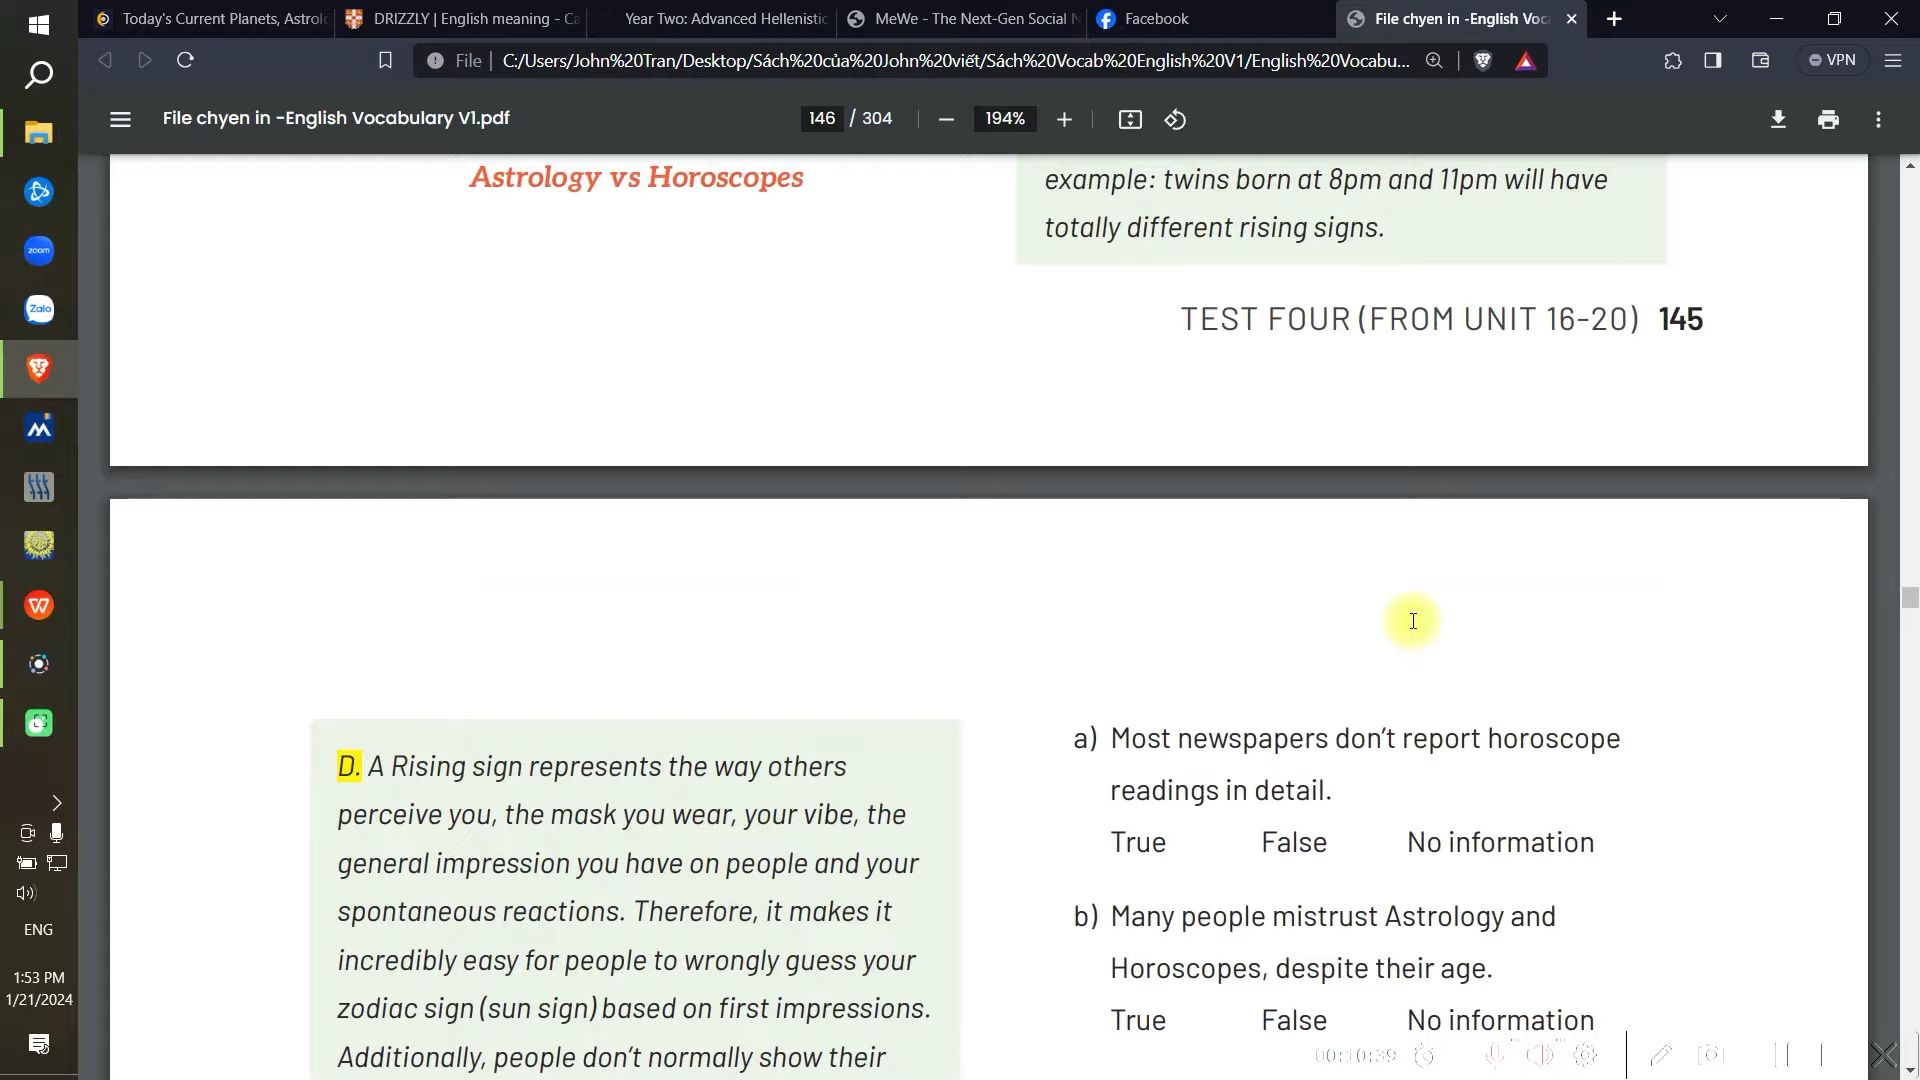 Today's Current Planets, Astrol
DRIZZLY | English meaning - Ca
Year Two: Advanced Hellenistic
MeWe - The Next-Gen Social N
Facebook
File chyen in -English Voc
File
C:/Users/John%20Tran/Desktop/Sách%20của%20John%20viết/Sách%20Vocab%20English%20V1/English%20Vocabu...
VPN
File chyen in -English Vocabulary V1.pdf
146 / 304
194%
Astrology vs Horoscopes
example: twins born at 8pm and 11pm will have
totally different rising signs.
TEST FOUR (FROM UNIT 16-20) 145
D. A Rising sign represents the way others
perceive you, the mask you wear, your vibe, the
general impression you have on people and your
spontaneous reactions. Therefore, it makes it
incredibly easy for people to wrongly guess your
zodiac sign (sun sign) based on first impressions.
Additionally, people don't normally show their
a) Most newspapers don't report horoscope
readings in detail.
True False No information
b) Many people mistrust Astrology and
Horoscopes, despite their age.
True False No information
00:10:39
zoom
Zalo
ENG
1:53 PM
1/21/2024